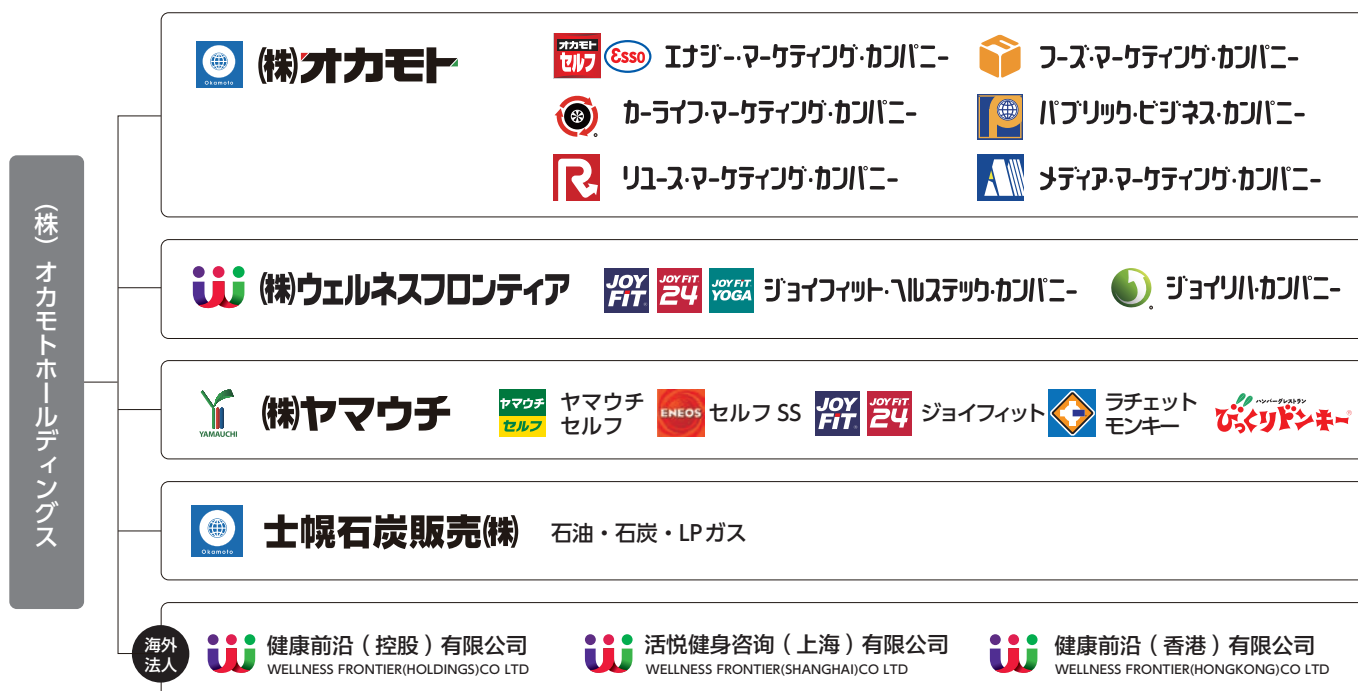 (株)オカモトホールディングス
Okamoto
(株)オカモト
オカモト
セルフ
Esso
エナジー・マーケティング・カンパニー
フーズ・マーケティング・カンパニー
カーライフ・マーケティング・カンパニー
パブリック・ビジネス・カンパニー
リユース・マーケティング・カンパニー
メディア・マーケティング・カンパニー
(株)ウェルネスフロンティア
JOY
FIT
JOY FIT
24
JOY FIT
YOGA
ジョイフィット・ヘルステック・カンパニー
ジョイリハ・カンパニー
YAMAUCHI
(株)ヤマウチ
ヤマウチ
セルフ
ヤマウチ
セルフ
ENEOS
セルフ SS
JOY
FIT
JOY FIT
24
ジョイフィット
ラチェット
モンキー
ハンバーグレストラン
びっくりドンキー®
Okamoto
士幌石炭販売(株)
石油・石炭・LPガス
海外
法人
健康前沿(控股)有限公司
WELLNESS FRONTIER(HOLDINGS)CO LTD
活悦健身咨询(上海)有限公司
WELLNESS FRONTIER(SHANGHAI)CO LTD
健康前沿(香港)有限公司
WELLNESS FRONTIER(HONGKONG)CO LTD